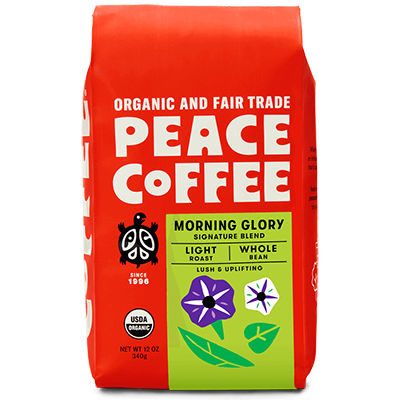 ORGANIC AND FAIR TRADE
PEACE
COFFEE
MORNING GLORY
SIGNATURE BLEND
LIGHT
ROAST
WHOLE
BEAN
LUSH & UPLIFTING
SINCE
1996
USDA
ORGANIC
NET WT 12 OZ
340g